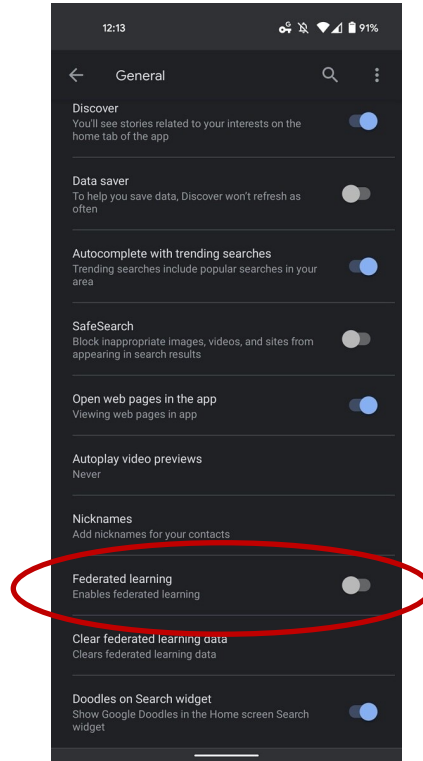 12:13
91%
General
Discover
You'll see stories related to your interests on the
home tab of the app
Data saver
To help you save data, Discover won't refresh as
often
Autocomplete with trending searches
Trending searches include popular searches in your
area
SafeSearch
Block inappropriate images, videos, and sites from
appearing in search results
Open web pages in the app
Viewing web pages in app
Autoplay video previews
Never
Nicknames
Add nicknames for your contacts
Federated learning
Enables federated learning
Clear federated learning data
Clears federated learning data
Doodles on Search widget
Show Google Doodles in the Home screen Search
widget